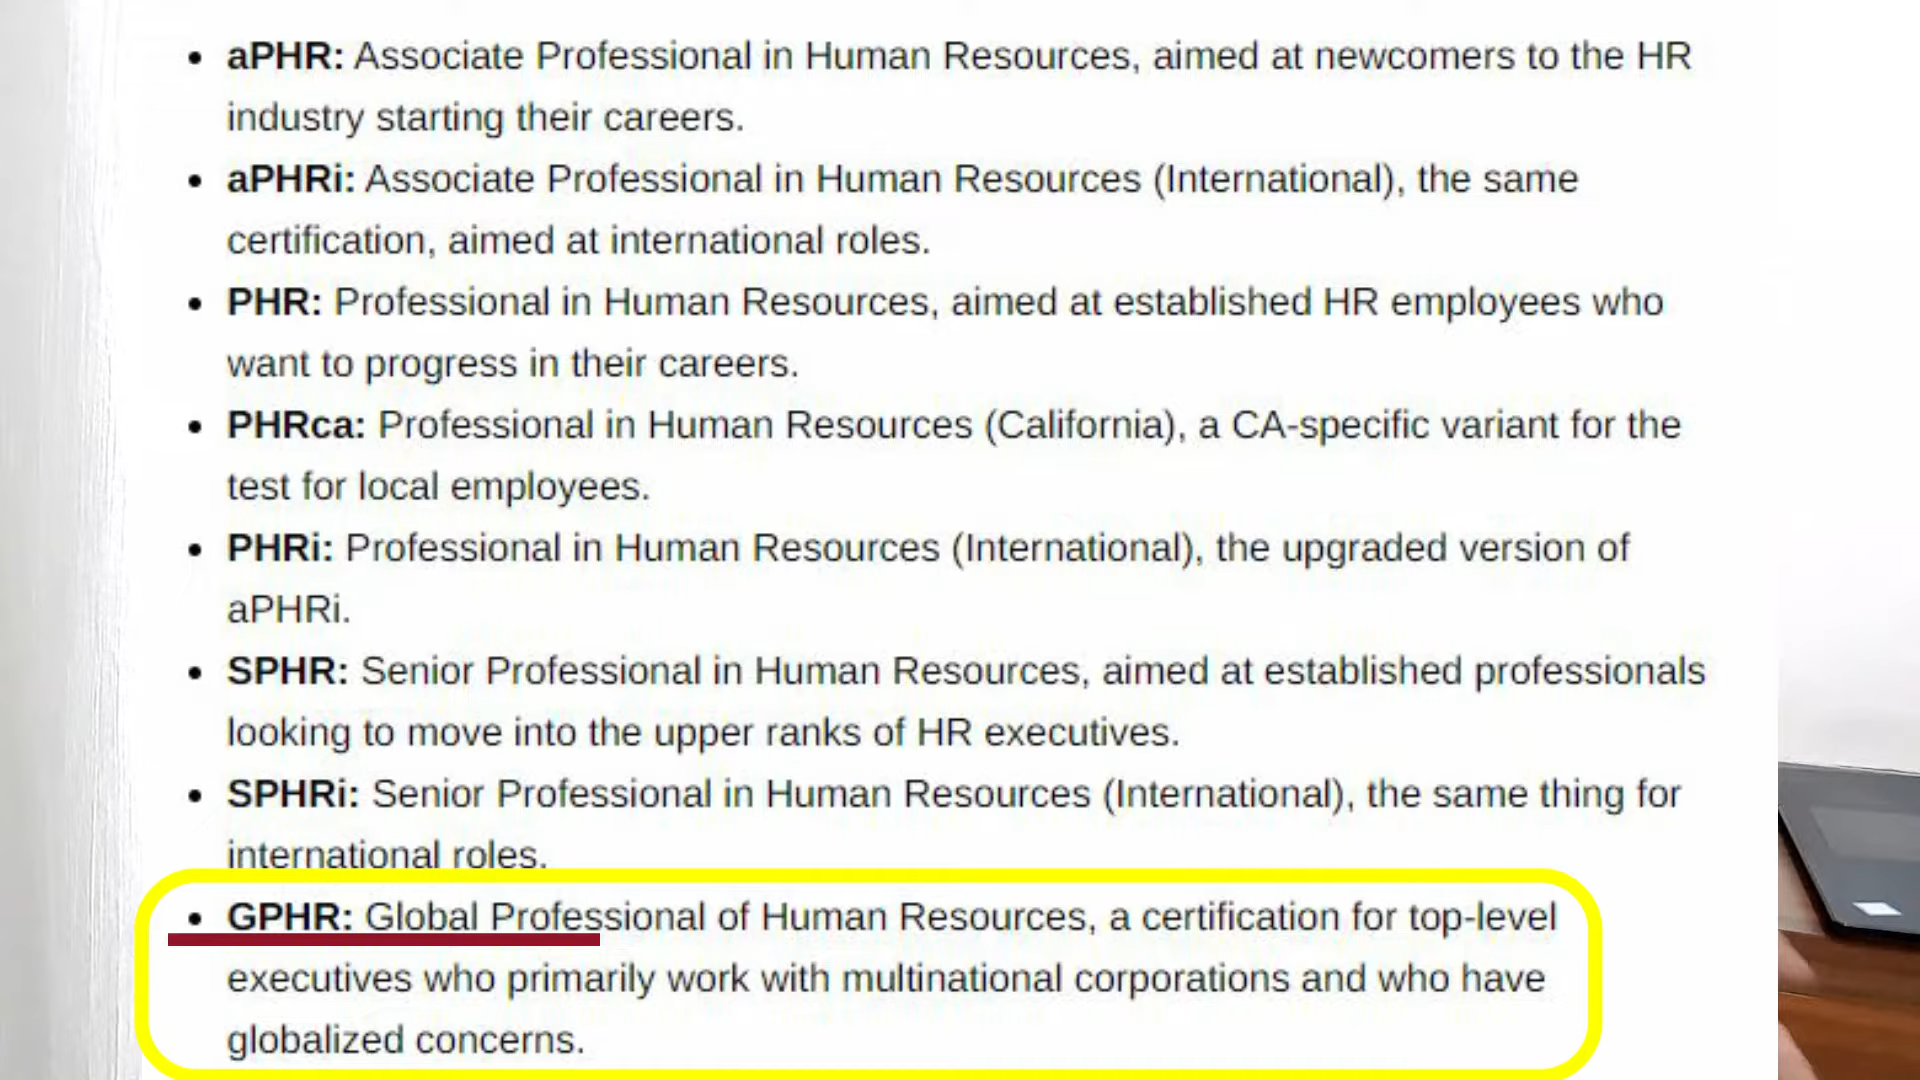 • aPHR: Associate Professional in Human Resources, aimed at newcomers to the HR
industry starting their careers.
• aPHRi: Associate Professional in Human Resources (International), the same
certification, aimed at international roles.
• PHR: Professional in Human Resources, aimed at established HR employees who
want to progress in their careers.
• PHRca: Professional in Human Resources (California), a CA-specific variant for the
test for local employees.
• PHRi: Professional in Human Resources (International), the upgraded version of
aPHRi.
• SPHR: Senior Professional in Human Resources, aimed at established professionals
looking to move into the upper ranks of HR executives.
• SPHRi: Senior Professional in Human Resources (International), the same thing for
international roles.
• GPHR: Global Professional of Human Resources, a certification for top-level
executives who primarily work with multinational corporations and who have
globalized concerns.